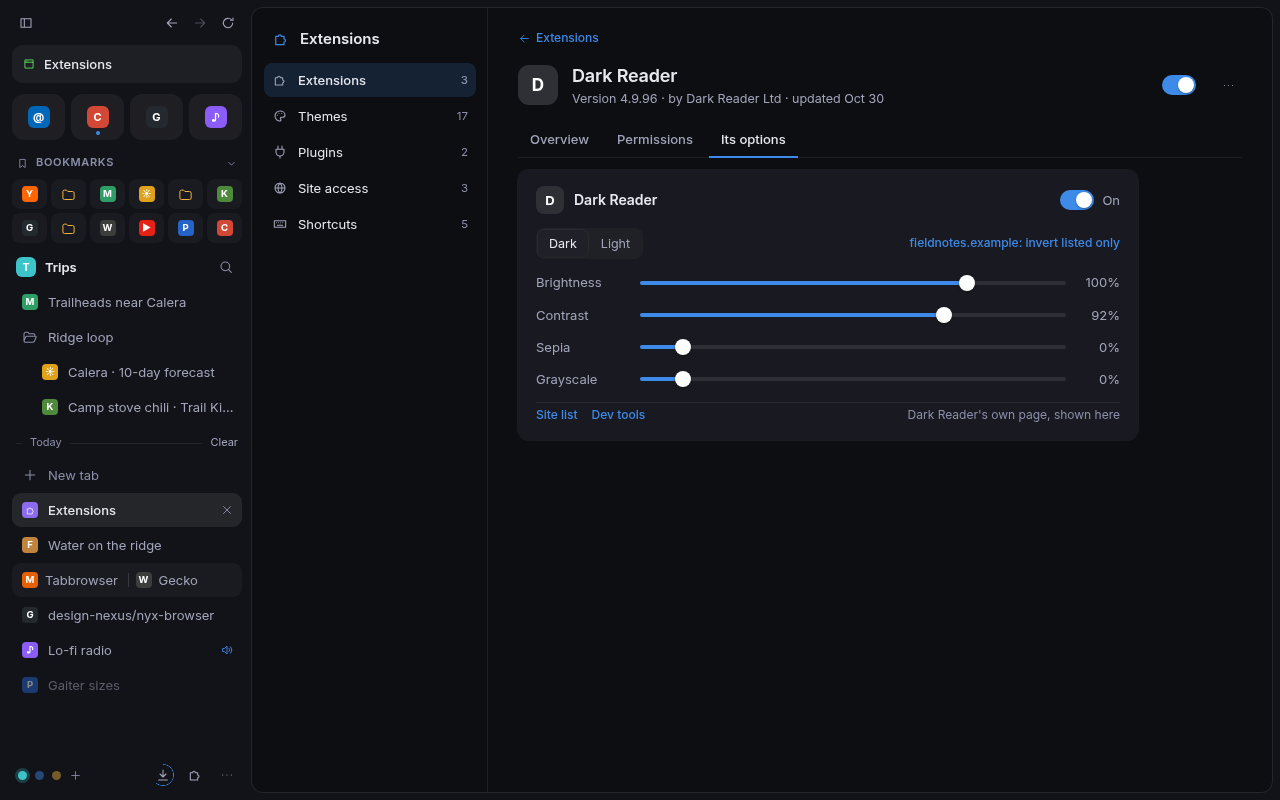 Extensions
@
C
G
BOOKMARKS
Y
M
K
G
W
P
C
T Trips
M Trailheads near Calera
Ridge loop
Calera · 10-day forecast
K Camp stove chili · Trail Ki...
Today
Clear
New tab
Extensions
F Water on the ridge
M Tabbrowser
W Gecko
G design-nexus/nyx-browser
Lo-fi radio
P Gaiter sizes
Extensions
Extensions 3
Themes 17
Plugins 2
Site access 3
Shortcuts 5
← Extensions
D
Dark Reader
Version 4.9.96 · by Dark Reader Ltd · updated Oct 30
...
Overview
Permissions
Its options
D Dark Reader
On
Dark
Light
fieldnotes.example: invert listed only
Brightness 100%
Contrast 92%
Sepia 0%
Grayscale 0%
Site list
Dev tools
Dark Reader's own page, shown here